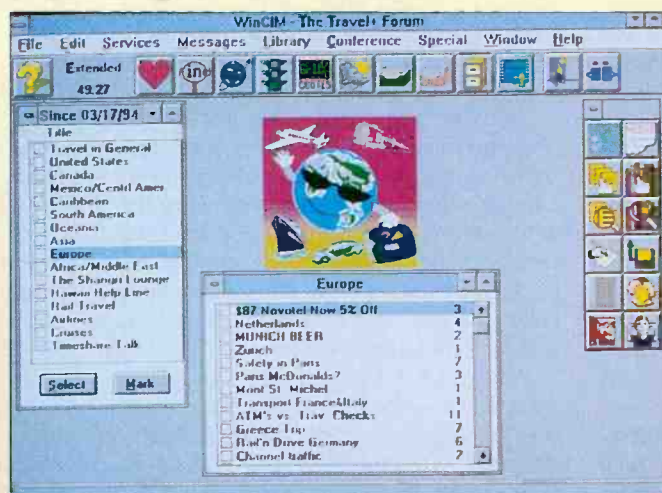 WinCIM - The Travel+ Forum
File Edit Services Messages Library Conference Special Window Help
Extended
49:27
Since 03/17/94
Title
Travel in General
United States
Canada
Mexico/Centrl Amer
Caribbean
South America
Oceania
Asia
Europe
Africa/Middle East
The Shangri Lounge
Hawaii Help Line
Rail Travel
Airlines
Cruises
Timeshare Talk
Select Mark
Europe
$87 Novotel Now 5% Off 3
Netherlands 4
MUNICH BEER 2
Zurich 1
Safety in Paris 7
Paris McDonalds? 3
Mont St. Michel 1
Transport France&Italy 1
ATM's vs. Trav. Checks 11
Greece Trip 7
Rail'n Drive Germany 6
Channel traffic 2